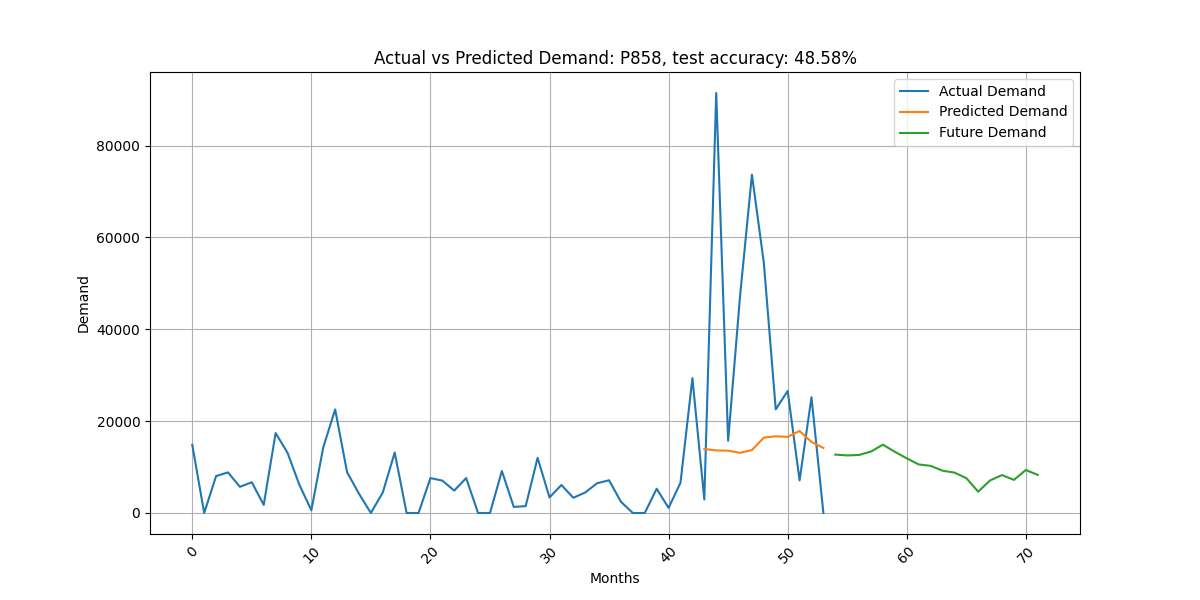 Actual vs Predicted Demand: P858, test accuracy: 48.58%
Actual Demand
Predicted Demand
Future Demand
Demand
80000
60000
40000
20000
0
0
10
20
30
40
50
60
70
Months